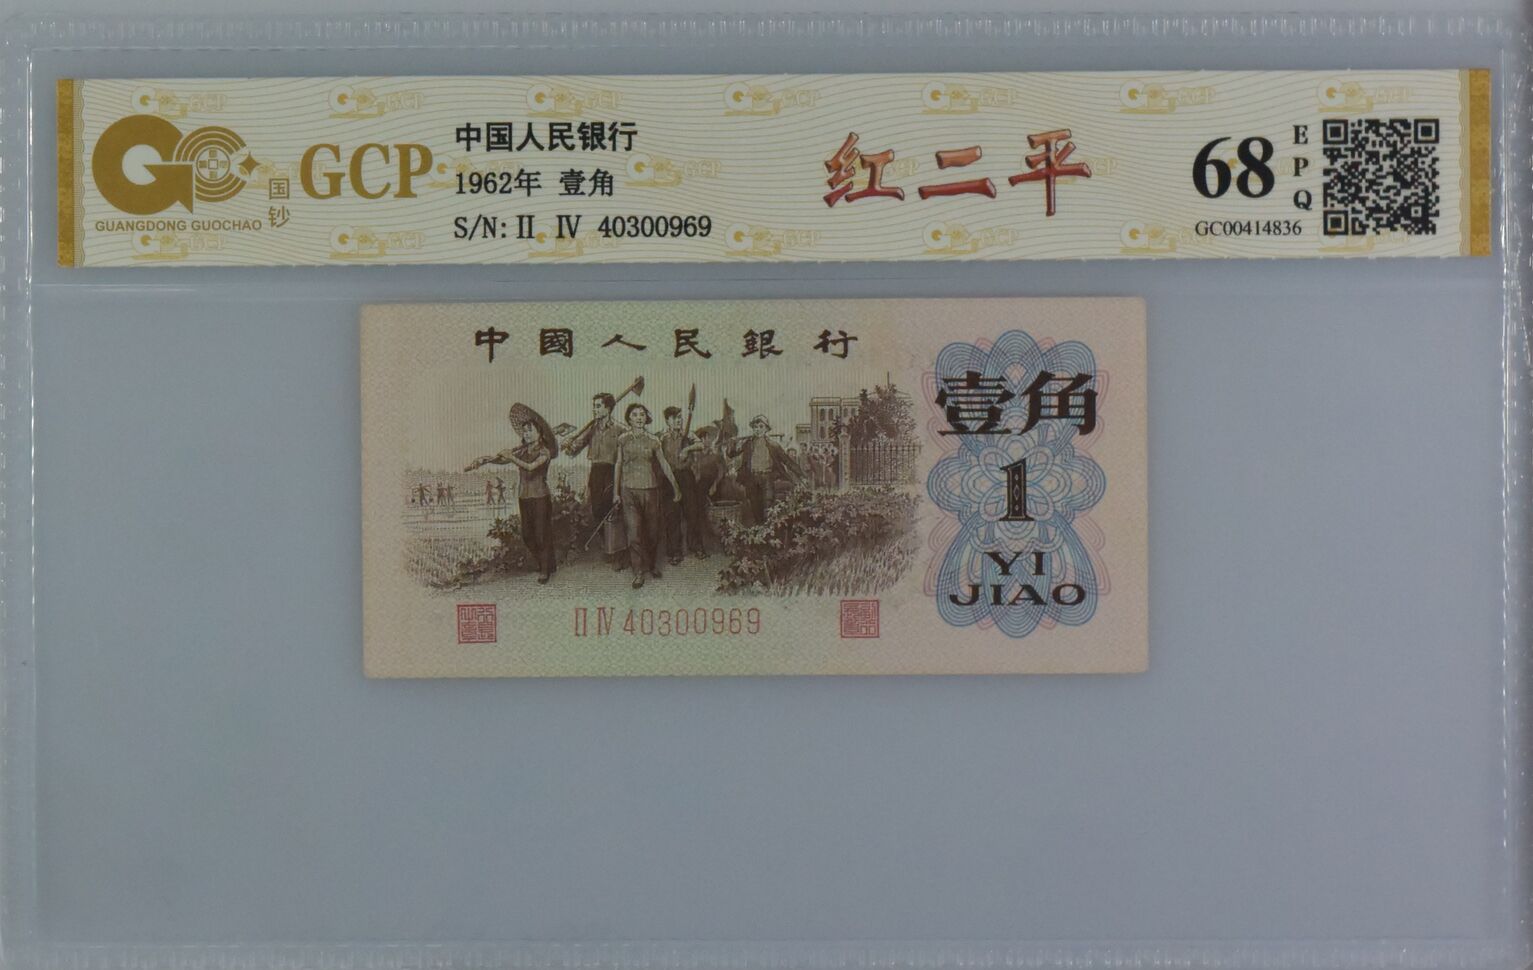 GUANGDONG GUOCHAO
国钞
GCP
中国人民银行
1962年 壹角
S/N: II IV 40300969
红二平
68
EPQ
GC00414836
中國人民銀行
壹角
1
YI
JIAO
II IV 40300969